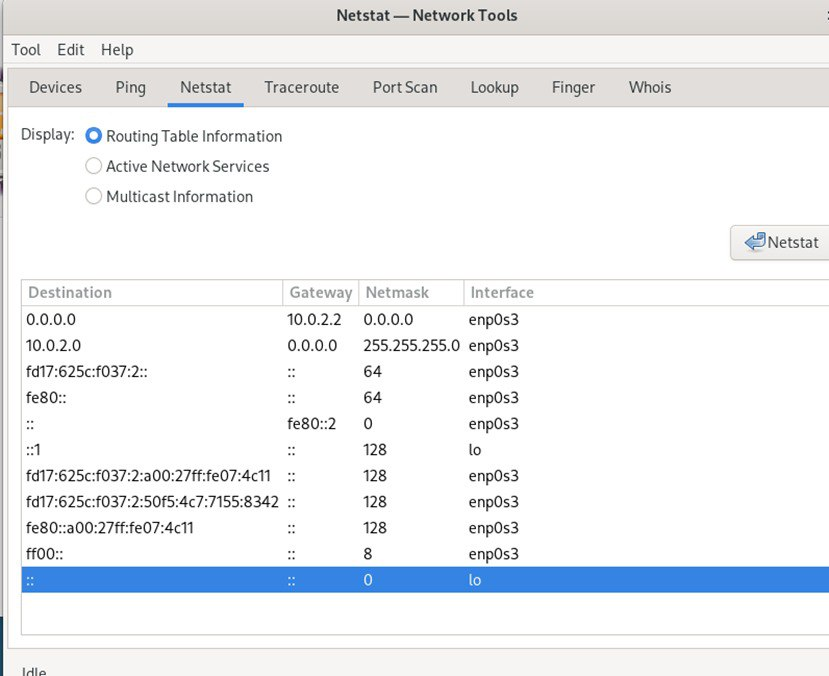 Netstat — Network Tools
Tool Edit Help
Devices Ping Netstat Traceroute Port Scan Lookup Finger Whois
Display: Routing Table Information
Active Network Services
Multicast Information
Netstat
Destination Gateway Netmask Interface
0.0.0.0 10.0.2.2 0.0.0.0 enp0s3
10.0.2.0 0.0.0.0 255.255.255.0 enp0s3
fd17:625c:f037:2:: :: 64 enp0s3
fe80:: :: 64 enp0s3
:: fe80::2 0 enp0s3
::1 :: 128 lo
fd17:625c:f037:2:a00:27ff:fe07:4c11 :: 128 enp0s3
fd17:625c:f037:2:50f5:4c7:7155:8342 :: 128 enp0s3
fe80::a00:27ff:fe07:4c11 :: 128 enp0s3
ff00:: :: 8 enp0s3
:: :: 0 lo
Idle